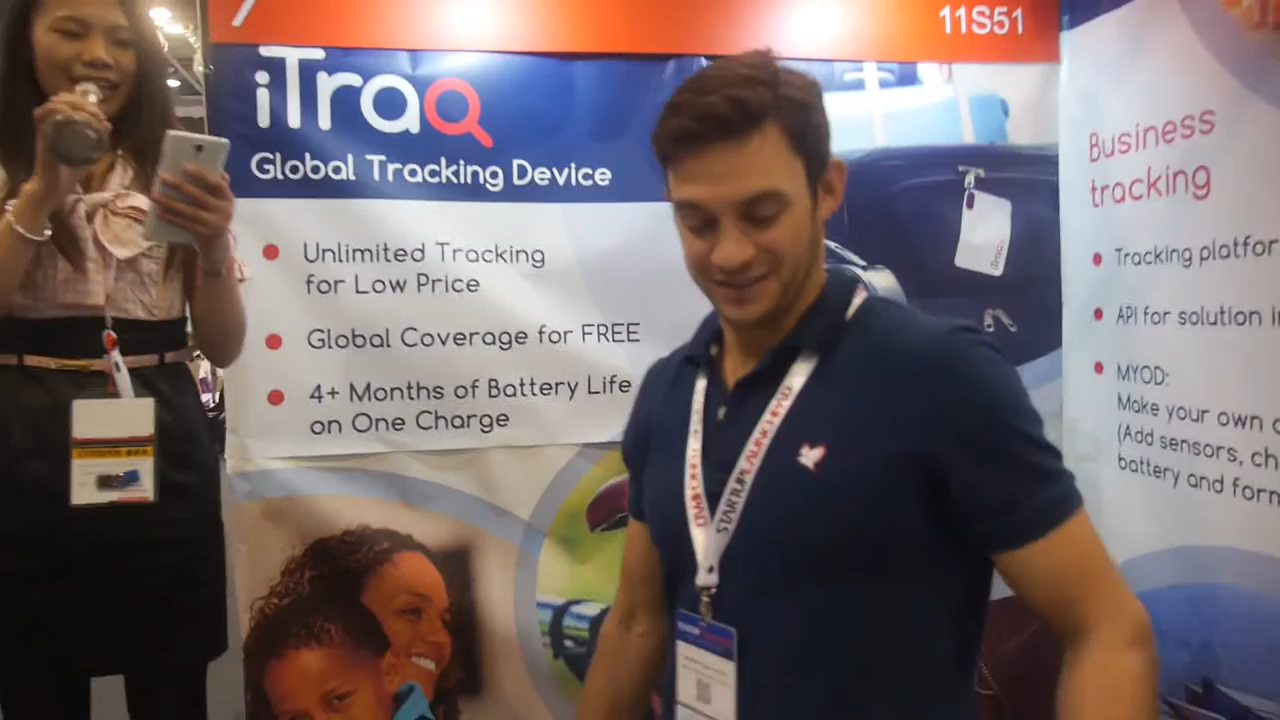 11S51
iTraq
Global Tracking Device
Unlimited Tracking
for Low Price
Global Coverage for FREE
4+ Months of Battery Life
on One Charge
Business
tracking
Tracking platfor
API for solution i
MYOD:
Make your own
(Add sensors, ch
battery and form
iTraq
STARTUPLAUNCHPAD